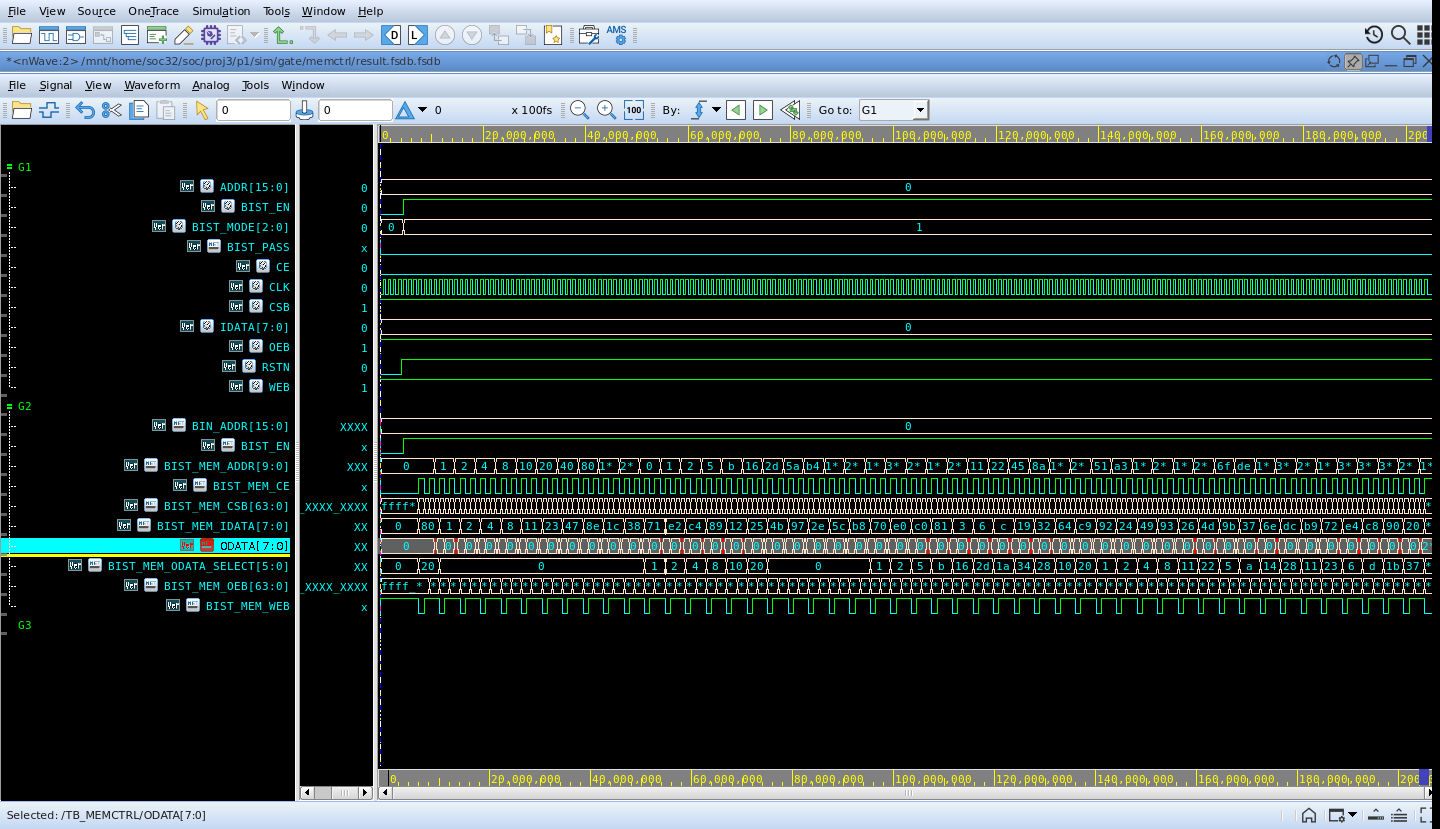 File View Source OneTrace Simulation Tools Window Help
D L AMS
*<nWave:2> /mnt/home/soc32/soc/proj3/p1/sim/gate/memctrl/result.fsdb.fsdb
File Signal View Waveform Analog Tools Window
0 0 0 x 100fs 100 By: Go to: G1
0 20,000,000 40,000,000 60,000,000 80,000,000 100,000,000 120,000,000 140,000,000 160,000,000 180,000,000 200
G1
ADDR[15:0] 0 0
BIST_EN 0
BIST_MODE[2:0] 0 0 1
BIST_PASS x
CE 0
CLK 0
CSB 1
IDATA[7:0] 0 0
OEB 1
RSTN 0
WEB 1
G2
BIN_ADDR[15:0] XXXX 0
BIST_EN x
BIST_MEM_ADDR[9:0] XXX 0 1 2 4 8 10 20 40 80 1* 2* 0 1 2 5 b 16 2d 5a b4 1* 2* 1* 3* 2* 1* 2* 11 22 45 8a 1* 2* 51 a3 1* 2* 1* 2* 6f de 1* 3* 2* 1* 3* 3* 3* 2* 1*
BIST_MEM_CE x
BIST_MEM_CSB[63:0] _XXXX_XXXX ffff*
BIST_MEM_IDATA[7:0] XX 0 80 1 2 4 8 11 23 47 8e 1c 38 71 e2 c4 89 12 25 4b 97 2e 5c b8 70 e0 c0 81 3 6 c 19 32 64 c9 92 24 49 93 26 4d 9b 37 6e dc b9 72 e4 c8 90 20 *
ODATA[7:0] XX 0
BIST_MEM_ODATA_SELECT[5:0] XX 0 20 0 1 2 4 8 10 20 0 1 2 5 b 16 2d 1a 34 28 10 20 1 2 4 8 11 22 5 a 14 28 11 23 6 d 1b 37 *
BIST_MEM_OEB[63:0] _XXXX_XXXX ffff_*
BIST_MEM_WEB x
G3
0 20,000,000 40,000,000 60,000,000 80,000,000 100,000,000 120,000,000 140,000,000 160,000,000 180,000,000 200
Selected: /TB_MEMCTRL/ODATA[7:0]